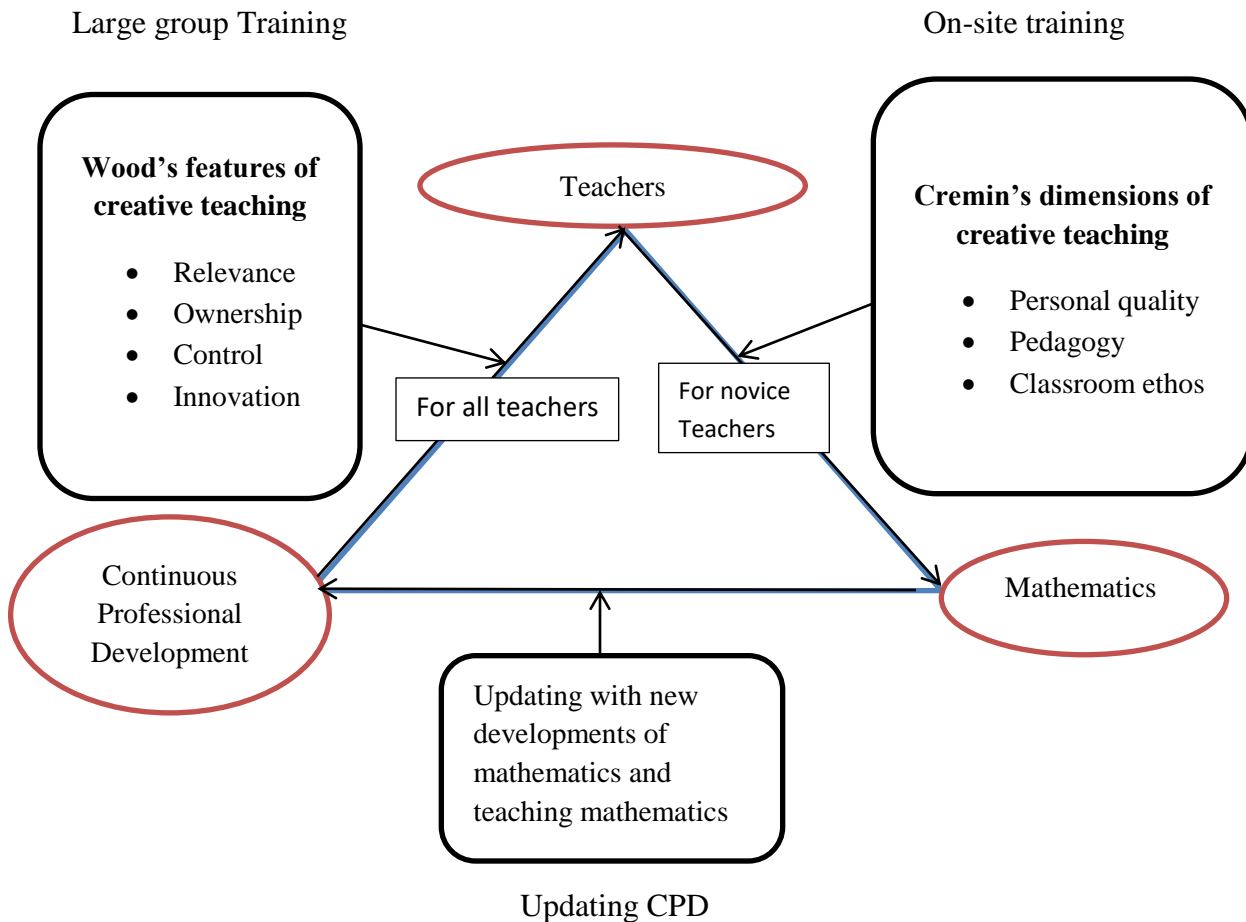 Large group Training
On-site training
Wood's features of
creative teaching
• Relevance
• Ownership
• Control
• Innovation
Teachers
Cremin's dimensions of
creative teaching
• Personal quality
• Pedagogy
• Classroom ethos
For all teachers
For novice
Teachers
Continuous
Professional
Development
Mathematics
Updating with new
developments of
mathematics and
teaching mathematics
Updating CPD